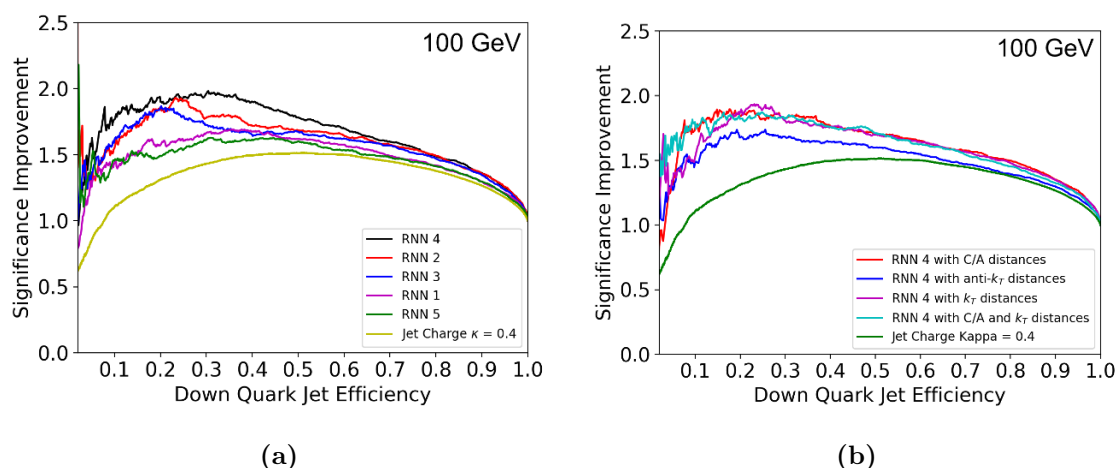 100 GeV
Significance Improvement
2.5
2.0
1.5
1.0
0.5
0.0
RNN 4
RNN 2
RNN 3
RNN 1
RNN 5
Jet Charge κ = 0.4
0.1 0.2 0.3 0.4 0.5 0.6 0.7 0.8 0.9 1.0
Down Quark Jet Efficiency
(a)
100 GeV
Significance Improvement
2.5
2.0
1.5
1.0
1.5
0.0
RNN 4 with C/A distances
RNN 4 with anti-kT distances
RNN 4 with kT distances
RNN 4 with C/A and kT distances
Jet Charge Kappa = 0.4
0.1 0.2 0.3 0.4 0.5 0.6 0.7 0.8 0.9 1.0
Down Quark Jet Efficiency
(b)